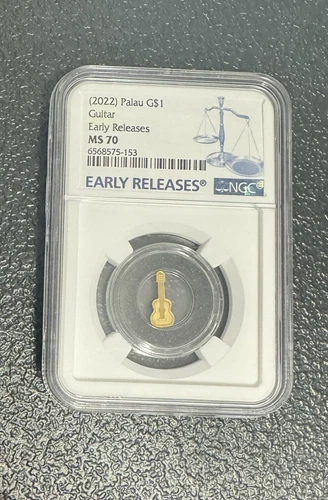 (2022) Palau G$1
Guitar
Early Releases
MS 70
6568575-153
EARLY RELEASES®
NGC®